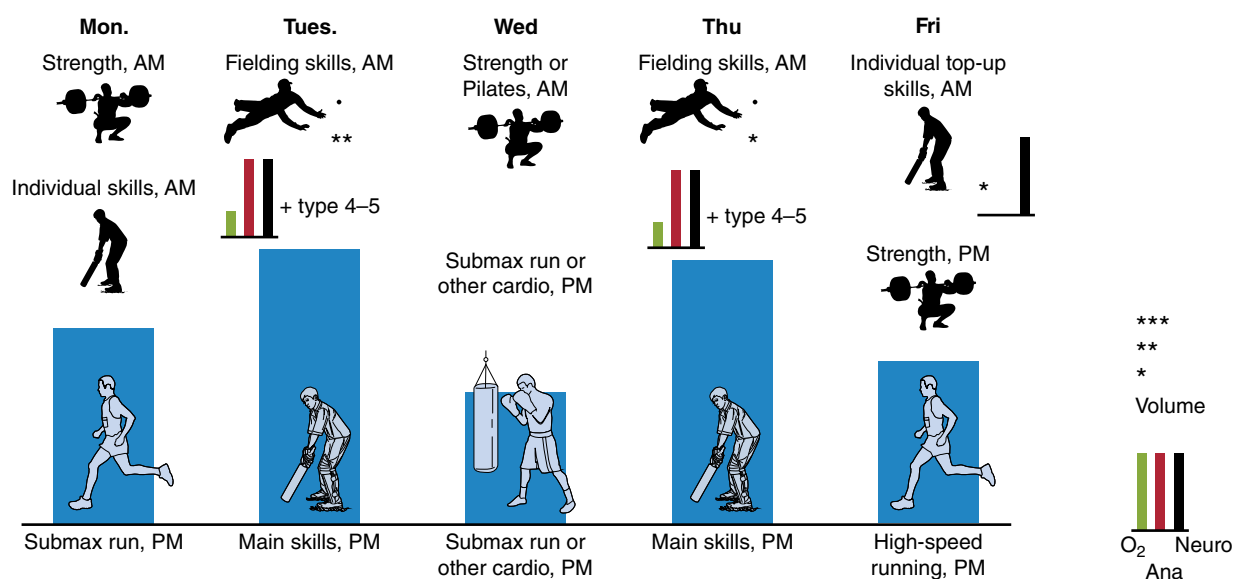 Mon.
Strength, AM
Individual skills, AM
Submax run, PM
Tues.
Fielding skills, AM
**
+ type 4–5
Main skills, PM
Wed
Strength or
Pilates, AM
Submax run or
other cardio, PM
Submax run or
other cardio, PM
Thu
Fielding skills, AM
*
+ type 4–5
Main skills, PM
Fri
Individual top-up
skills, AM
*
Strength, PM
High-speed
running, PM
***
**
*
Volume
O₂ Neuro
Ana